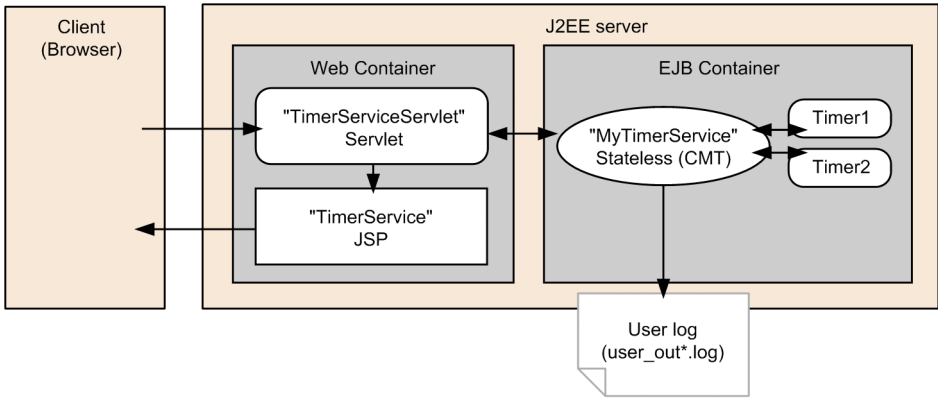 Client
(Browser)
J2EE server
Web Container
"TimerServiceServlet"
Servlet
"TimerService"
JSP
EJB Container
"MyTimerService"
Stateless (CMT)
Timer1
Timer2
User log
(user_out*.log)